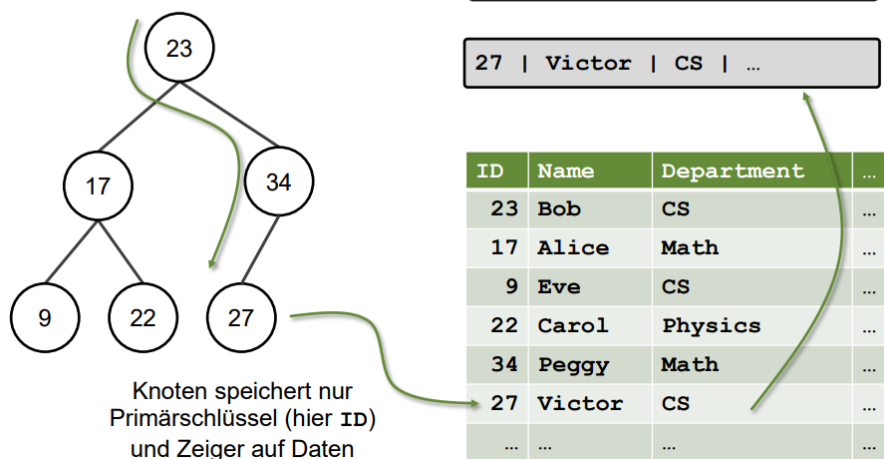 23
17
34
9
22
27
Knoten speichert nur
Primärschlüssel (hier ID)
und Zeiger auf Daten
27 | Victor | CS | …
ID Name Department …
23 Bob CS …
17 Alice Math …
9 Eve CS …
22 Carol Physics …
34 Peggy Math …
27 Victor CS …
… … … …